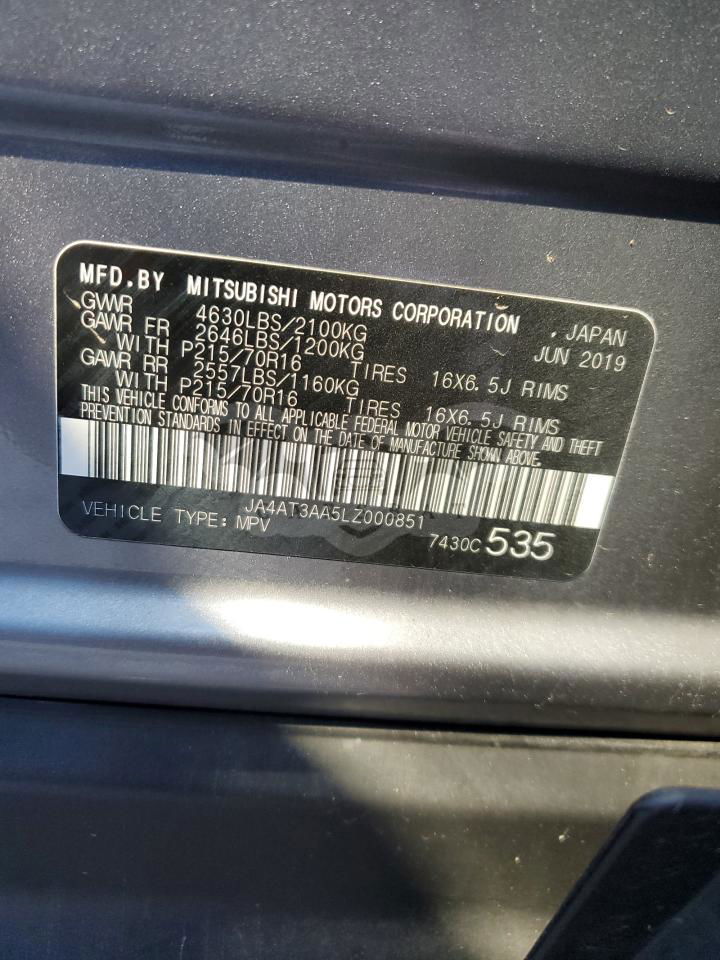 MFD.BY MITSUBISHI MOTORS CORPORATION
GVWR 4630LBS/2100KG . JAPAN
GAWR FR 2646LBS/1200KG JUN 2019
WITH P215/70R16 TIRES 16X6.5J RIMS
GAWR RR 2557LBS/1160KG
WITH P215/70R16 TIRES 16X6.5J RIMS
THIS VEHICLE CONFORMS TO ALL APPLICABLE FEDERAL MOTOR VEHICLE SAFETY AND THEFT
PREVENTION STANDARDS IN EFFECT ON THE DATE OF MANUFACTURE SHOWN ABOVE.
JA4AT3AA5LZ000851
VEHICLE TYPE:MPV 7430C 535